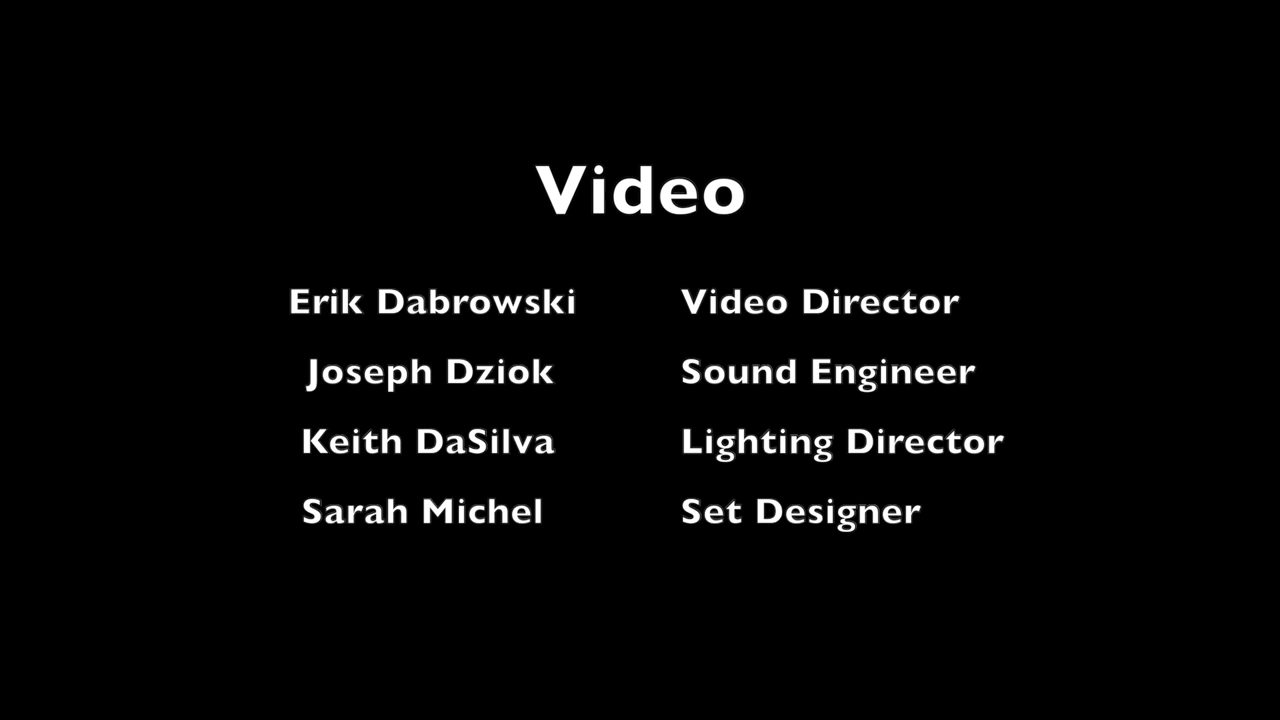 Video
Erik Dabrowski Video Director
Joseph Dziok Sound Engineer
Keith DaSilva Lighting Director
Sarah Michel Set Designer